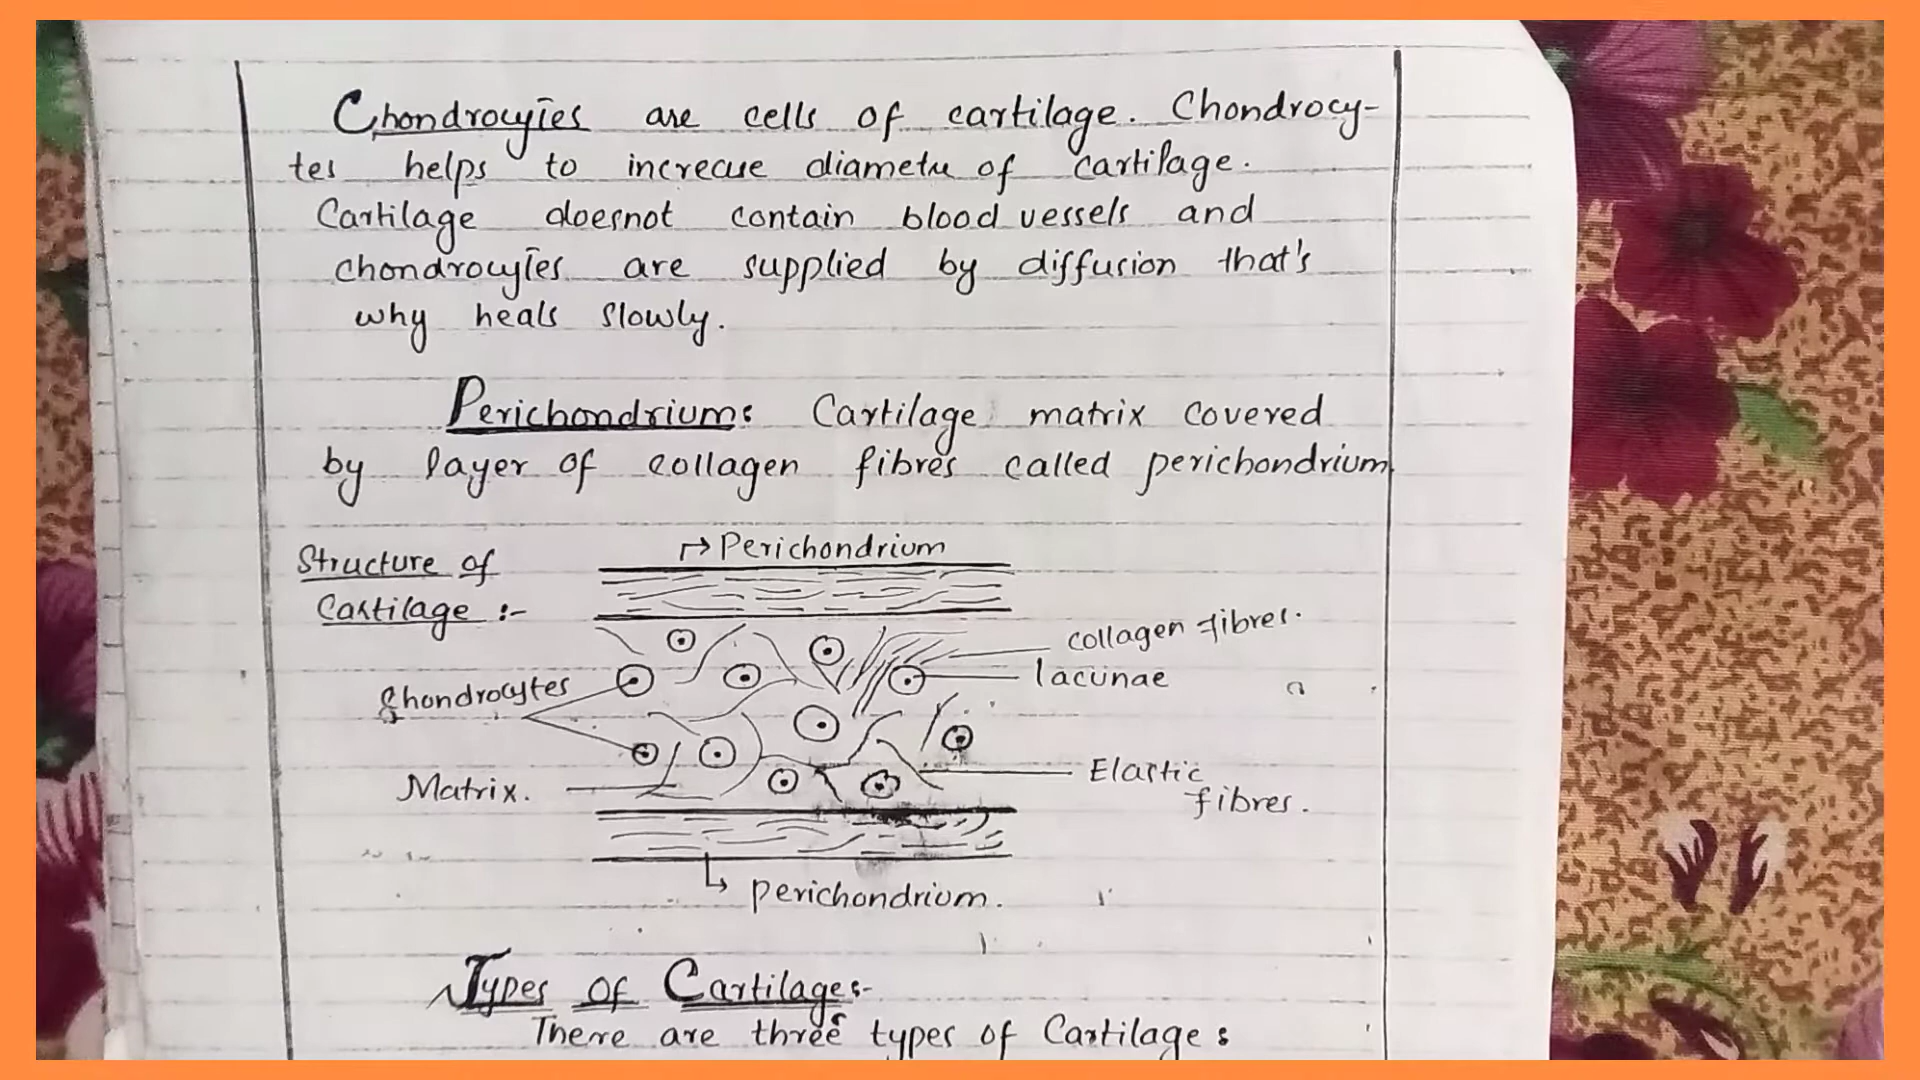 Chondrocytes are cells of cartilage. Chondrocy-
tes helps to increase diameter of cartilage.
Cartilage doesnot contain blood vessels and
chondrocytes are supplied by diffusion that's
why heals slowly.
Perichondrium: Cartilage matrix covered
by layer of collagen fibres called perichondrium
Structure of
Cartilage :-
↱ Perichondrium
collagen fibres.
lacunae
Chondrocytes
Matrix.
Elastic
fibres.
↳ perichondrium.
Types of Cartilage:-
There are three types of Cartilage: